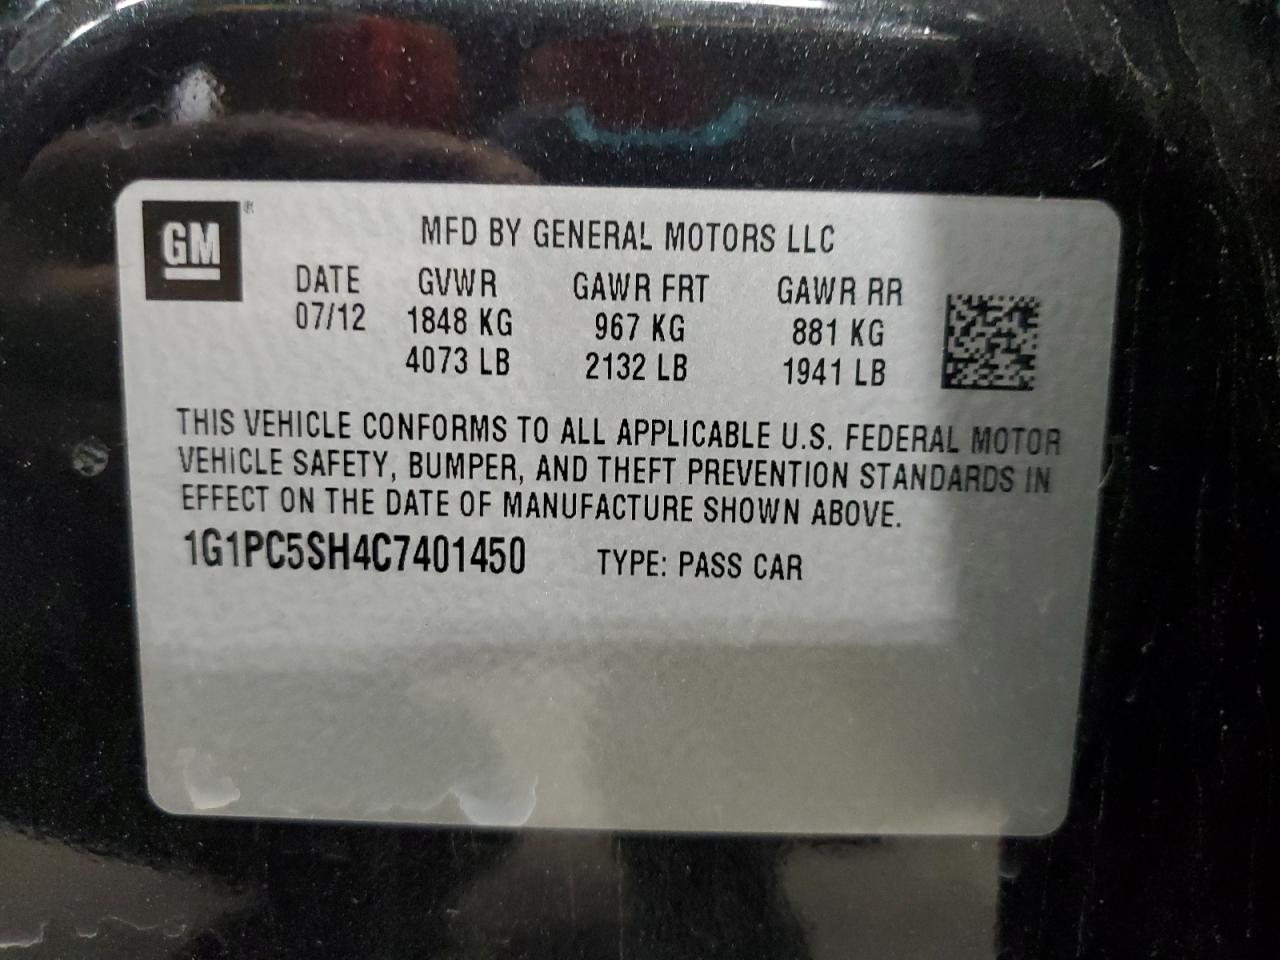 GM
MFD BY GENERAL MOTORS LLC
DATE GVWR GAWR FRT GAWR RR
07/12 1848 KG 967 KG 881 KG
4073 LB 2132 LB 1941 LB
THIS VEHICLE CONFORMS TO ALL APPLICABLE U.S. FEDERAL MOTOR
VEHICLE SAFETY, BUMPER, AND THEFT PREVENTION STANDARDS IN
EFFECT ON THE DATE OF MANUFACTURE SHOWN ABOVE.
1G1PC5SH4C7401450 TYPE: PASS CAR